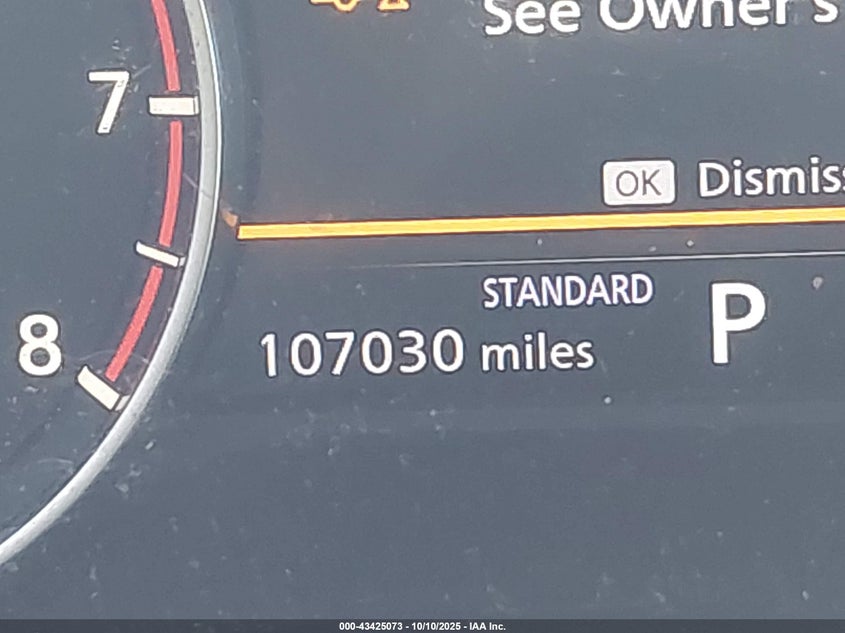 See Owner's
7
OK Dismiss
STANDARD
P
8
107030 miles
000-43425073 - 10/10/2025 - IAA Inc.